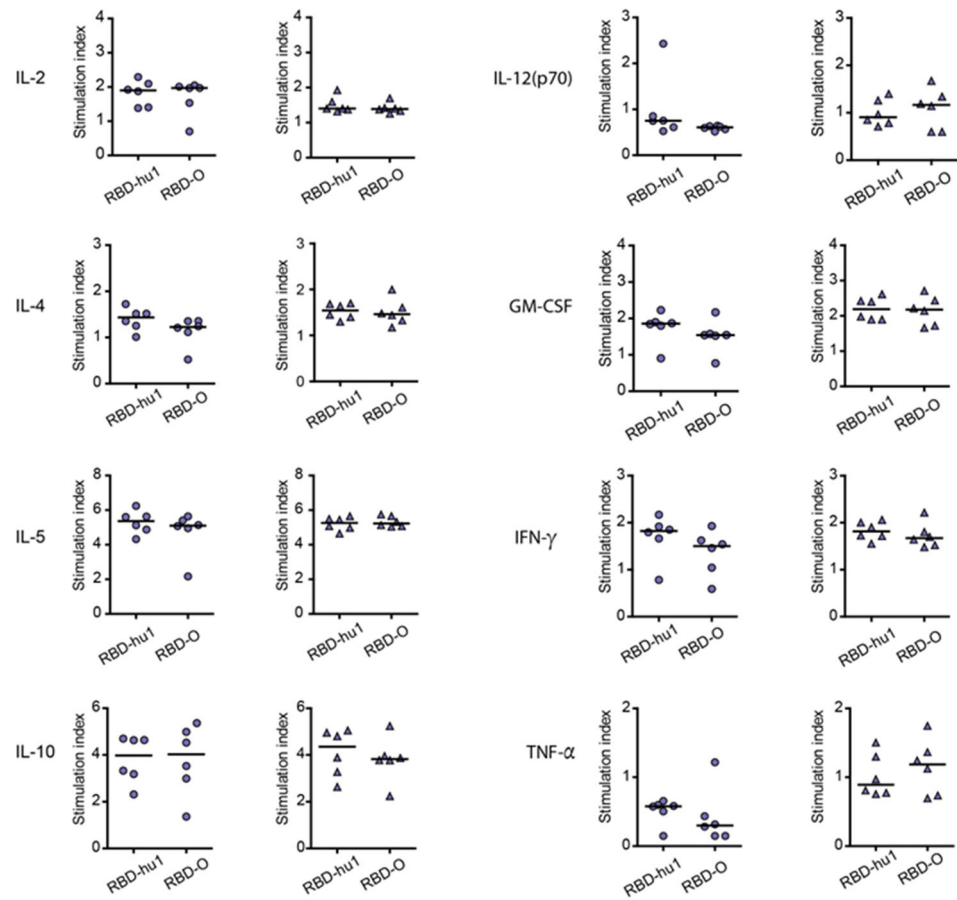 IL-2
Stimulation index
4
3
2
1
0
RBD-hu1
RBD-O
Stimulation index
4
3
2
1
0
RBD-hu1
RBD-O
IL-12(p70)
Stimulation index
3
2
1
0
RBD-hu1
RBD-O
Stimulation index
3
2
1
0
RBD-hu1
RBD-O
IL-4
Stimulation index
3
2
1
0
RBD-hu1
RBD-O
Stimulation index
3
2
1
0
RBD-hu1
RBD-O
GM-CSF
Stimulation index
4
3
2
1
0
RBD-hu1
RBD-O
Stimulation index
4
3
2
1
0
RBD-hu1
RBD-O
IL-5
Stimulation index
8
6
4
2
0
RBD-hu1
RBD-O
Stimulation index
8
6
4
2
0
RBD-hu1
RBD-O
IFN-γ
Stimulation index
3
2
1
0
RBD-hu1
RBD-O
Stimulation index
3
2
1
0
RBD-hu1
RBD-O
IL-10
Stimulation index
6
4
2
0
RBD-hu1
RBD-O
Stimulation index
6
4
2
0
RBD-hu1
RBD-O
TNF-α
Stimulation index
2
1
0
RBD-hu1
RBD-O
Stimulation index
2
1
0
RBD-hu1
RBD-O